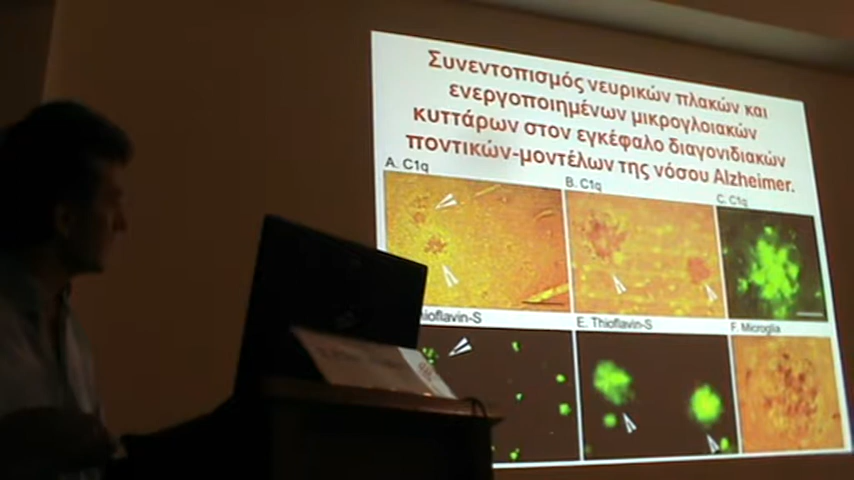 Συνεντοπισμός νευρικών πλακών και
ενεργοποιημένων μικρογλοιακών
κυττάρων στον εγκέφαλο διαγονιδιακών
ποντικών-μοντέλων της νόσου Alzheimer.
A. C1q
B. C1q
C. C1q
hioflavin-S
E. Thioflavin-S
F. Microglia